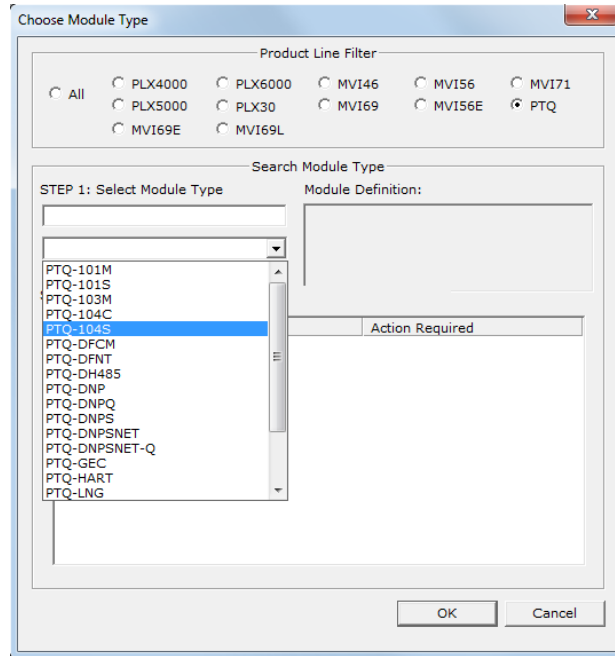 Choose Module Type
Product Line Filter
All
PLX4000 PLX6000 MVI46 MVI56 MVI71
PLX5000 PLX30 MVI69 MVI56E PTQ
MVI69E MVI69L
Search Module Type
STEP 1: Select Module Type Module Definition:
PTQ-101M
PTQ-101S
PTQ-103M
PTQ-104C
PTQ-104S
Action Required
PTQ-DFCM
PTQ-DFNT
PTQ-DH485
PTQ-DNP
PTQ-DNPQ
PTQ-DNPS
PTQ-DNPSNET
PTQ-DNPSNET-Q
PTQ-GEC
PTQ-HART
PTQ-LNG
OK Cancel